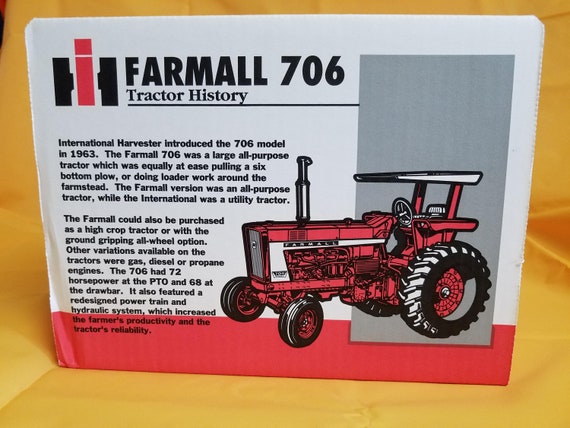 IH FARMALL 706
Tractor History
International Harvester introduced the 706 model
in 1963. The Farmall 706 was a large all-purpose
tractor which was equally at ease pulling a six
bottom plow, or doing loader work around the
farmstead. The Farmall version was an all-purpose
tractor, while the International was a utility tractor.
The Farmall could also be purchased
as a high crop tractor or with the
ground gripping all-wheel option.
Other variations available on the
tractors were gas, diesel or propane
engines. The 706 had 72
horsepower at the PTO and 68 at
the drawbar. It also featured a
redesigned power train and
hydraulic system, which increased
the farmer's productivity and the
tractor's reliability.
FARMALL
706